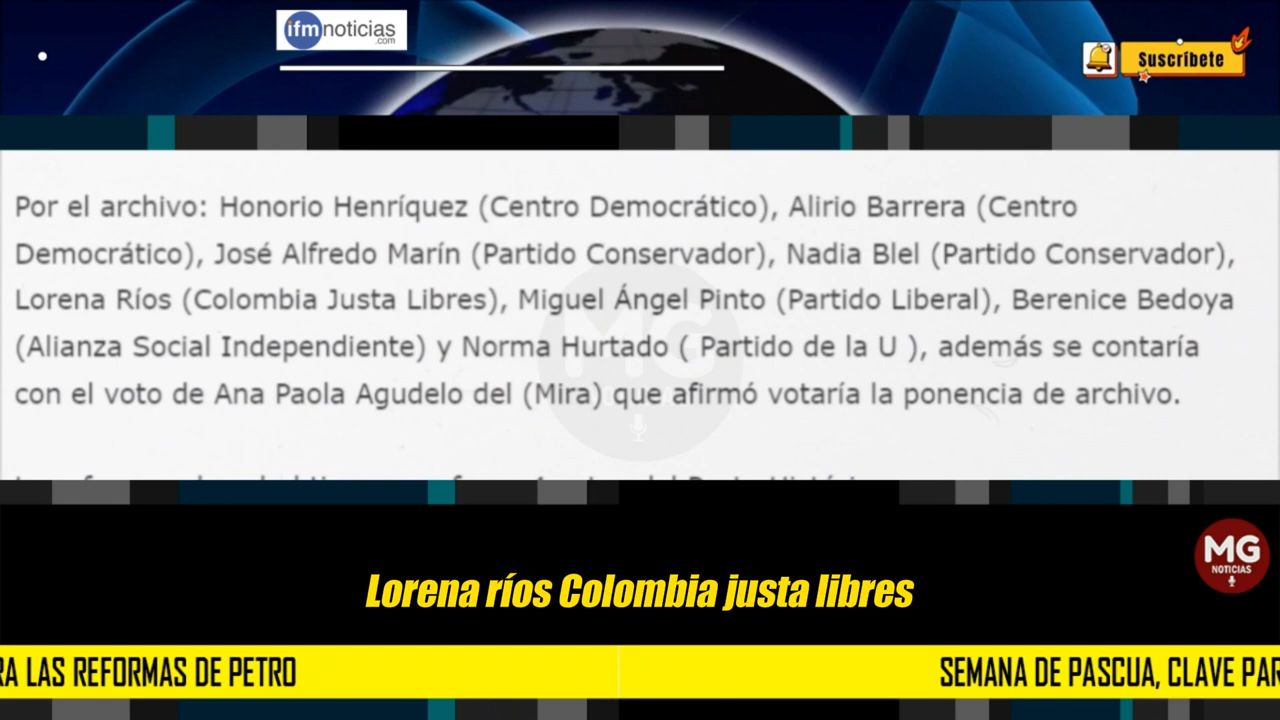 ifmnoticias
.com
Suscríbete
Por el archivo: Honorio Henríquez (Centro Democrático), Alirio Barrera (Centro
Democrático), José Alfredo Marín (Partido Conservador), Nadia Blel (Partido Conservador),
Lorena Ríos (Colombia Justa Libres), Miguel Ángel Pinto (Partido Liberal), Berenice Bedoya
(Alianza Social Independiente) y Norma Hurtado ( Partido de la U ), además se contaría
con el voto de Ana Paola Agudelo del (Mira) que afirmó votaría la ponencia de archivo.
MG
NOTICIAS
Lorena ríos Colombia justa libres
RA LAS REFORMAS DE PETRO
SEMANA DE PASCUA, CLAVE PAR